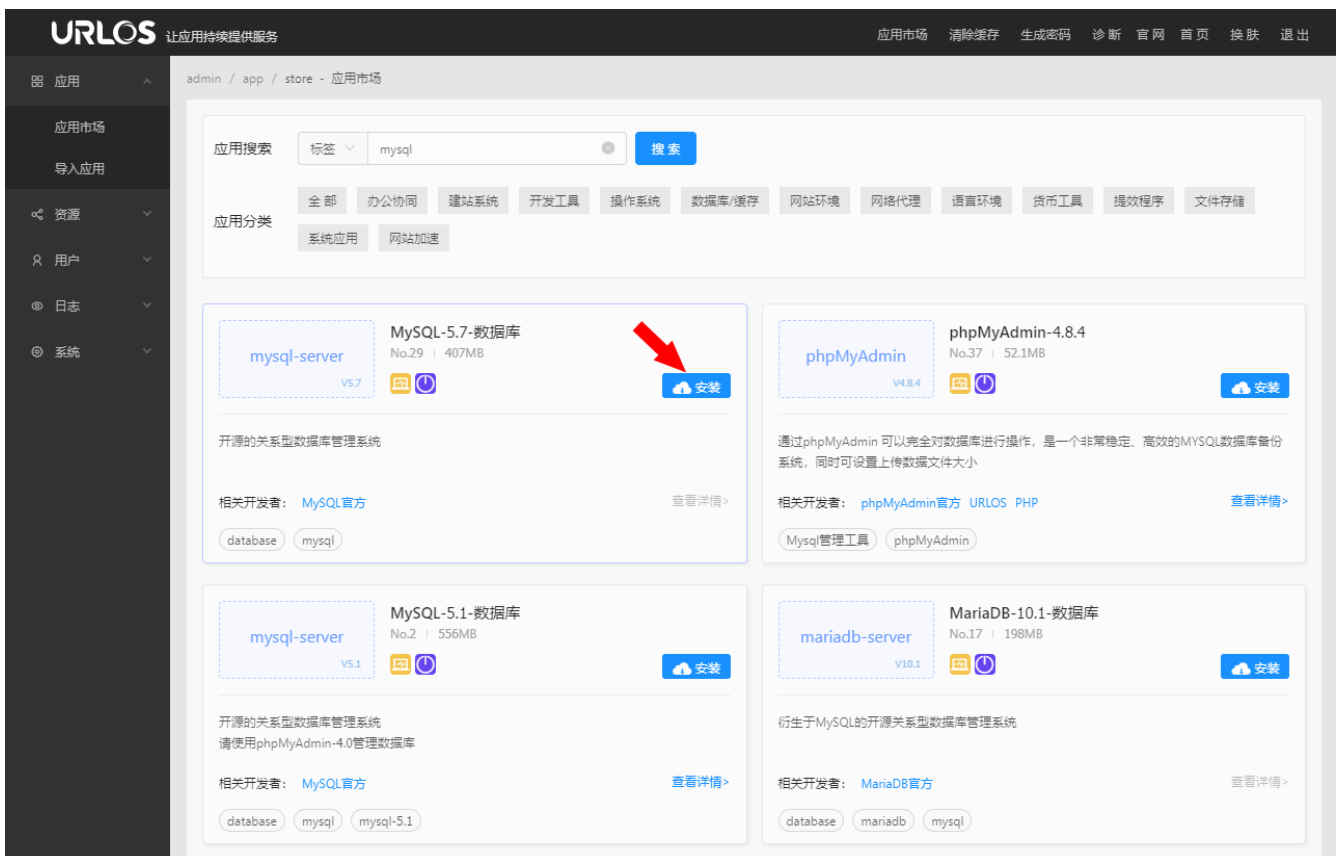 URLOS 让应用持续提供服务
应用市场 清除缓存 生成密码 诊断 官网 首页 换肤 退出
应用
应用市场
导入应用
资源
用户
日志
系统
admin / app / store - 应用市场
应用搜索 标签 mysql 搜索
应用分类
全部 办公协同 建站系统 开发工具 操作系统 数据库/缓存 网站环境 网络代理 语言环境 货币工具 提效程序 文件存储
系统应用 网站加速
mysql-server
V5.7
MySQL-5.7-数据库
No.29 | 407MB
安装
开源的关系型数据库管理系统
相关开发者: MySQL官方 查看详情>
database mysql
phpMyAdmin
V4.8.4
phpMyAdmin-4.8.4
No.37 | 52.1MB
安装
通过phpMyAdmin 可以完全对数据库进行操作，是一个非常稳定、高效的MYSQL数据库备份
系统，同时可设置上传数据文件大小
相关开发者: phpMyAdmin官方 URLOS PHP 查看详情>
Mysql管理工具 phpMyAdmin
mysql-server
V5.1
MySQL-5.1-数据库
No.2 | 556MB
安装
开源的关系型数据库管理系统
请使用phpMyAdmin-4.0管理数据库
相关开发者: MySQL官方 查看详情>
database mysql mysql-5.1
mariadb-server
V10.1
MariaDB-10.1-数据库
No.17 | 198MB
安装
衍生于MySQL的开源关系型数据库管理系统
相关开发者: MariaDB官方 查看详情>
database mariadb mysql